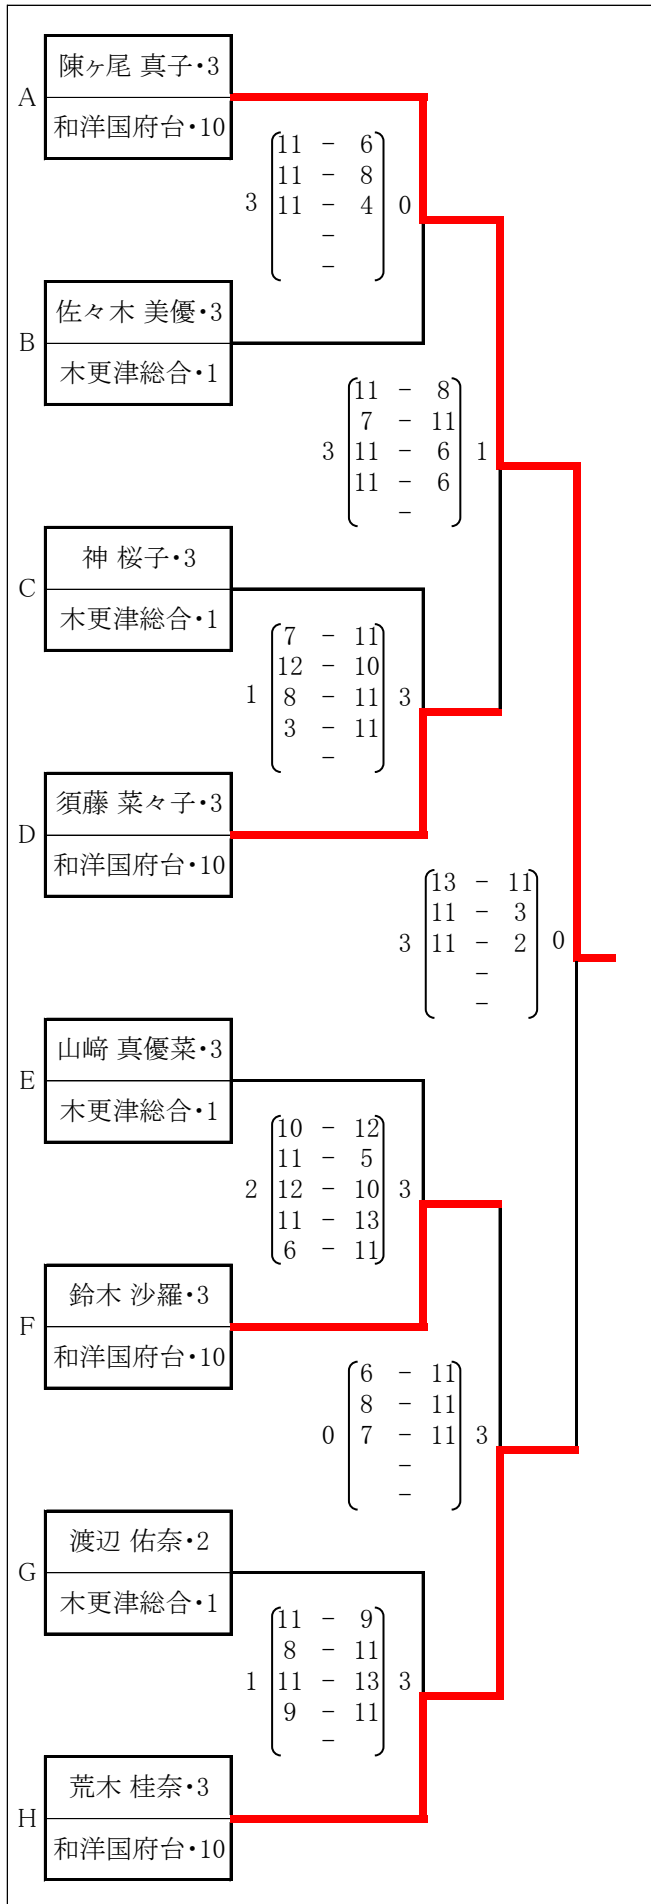 陳ヶ尾 真子・3
A
和洋国府台・10
11 - 6
11 - 8
3 11 - 4 0
-
-
佐々木 美優・3
B
木更津総合・1
11 - 8
7 - 11
3 11 - 6 1
11 - 6
-
神 桜子・3
C
木更津総合・1
7 - 11
12 - 10
1 8 - 11 3
3 - 11
-
須藤 菜々子・3
D
和洋国府台・10
13 - 11
11 - 3
3 11 - 2 0
-
-
山﨑 真優菜・3
E
木更津総合・1
10 - 12
11 - 5
2 12 - 10 3
11 - 13
6 - 11
鈴木 沙羅・3
F
和洋国府台・10
6 - 11
8 - 11
0 7 - 11 3
-
-
渡辺 佑奈・2
G
木更津総合・1
11 - 9
8 - 11
1 11 - 13 3
9 - 11
-
荒木 桂奈・3
H
和洋国府台・10